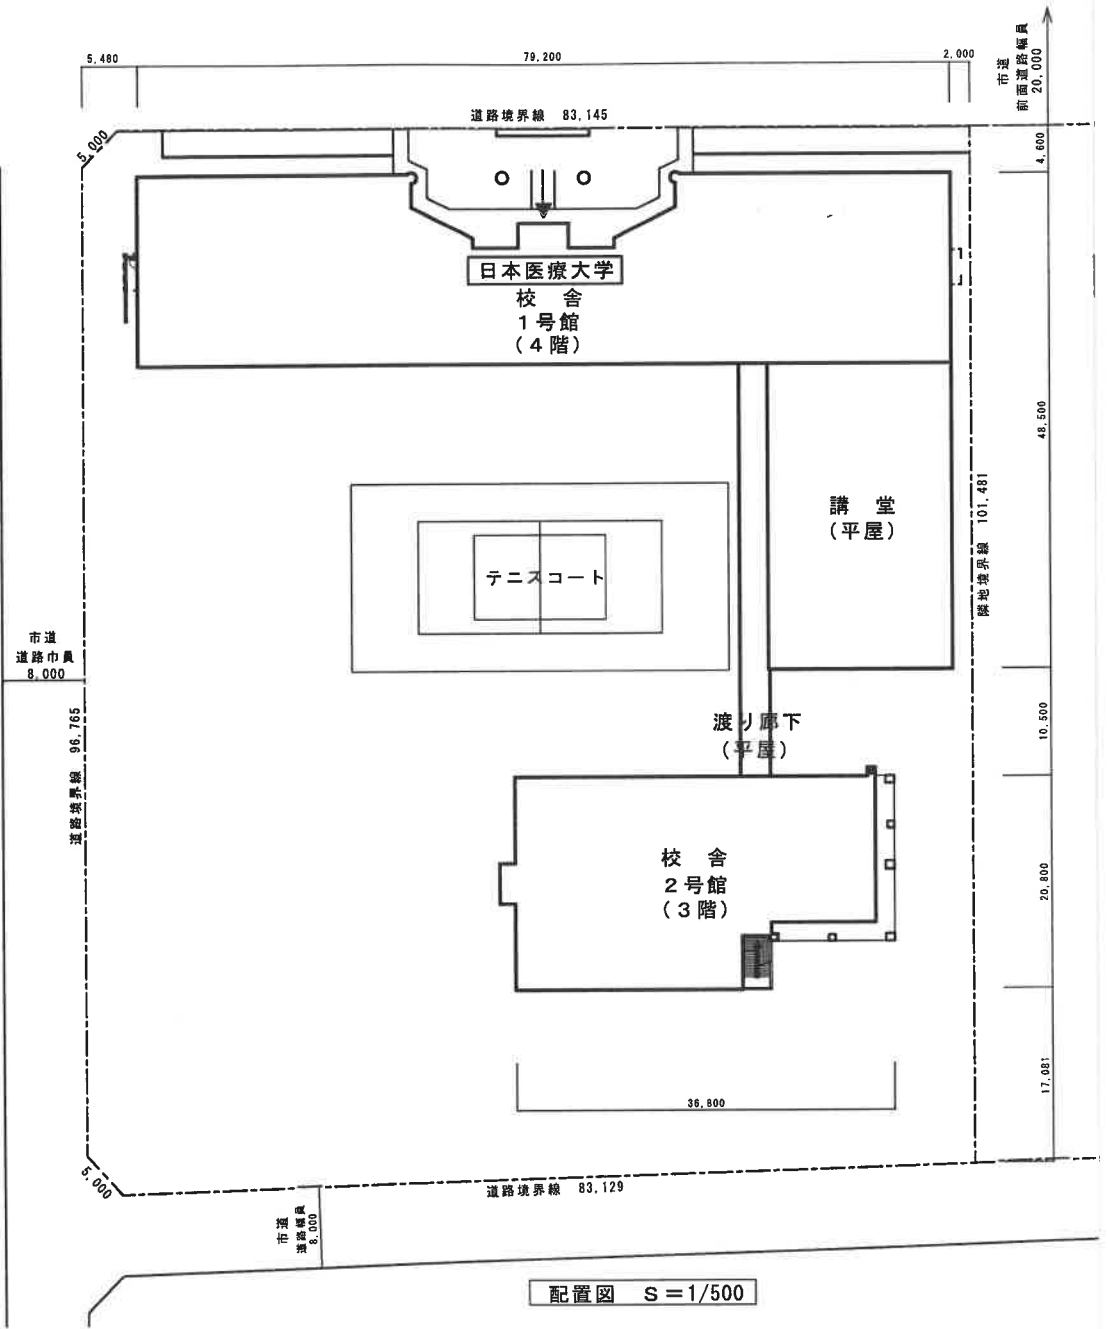 5,480
79,200
2,000
市道
前面道路幅員
20,000
道路境界線 83,145
5,000
4,600
日本医療大学
校 舎
1号館
(4階)
48,500
講 堂
(平屋)
隣地境界線 101,481
テニスコート
市道
道路巾員
8,000
道路境界線 96,765
渡り廊下
(平屋)
10,500
校 舎
2号館
(3階)
20,800
36,800
17,081
5,000
道路境界線 83,129
市道
道路幅員
8,000
配置図 S=1/500